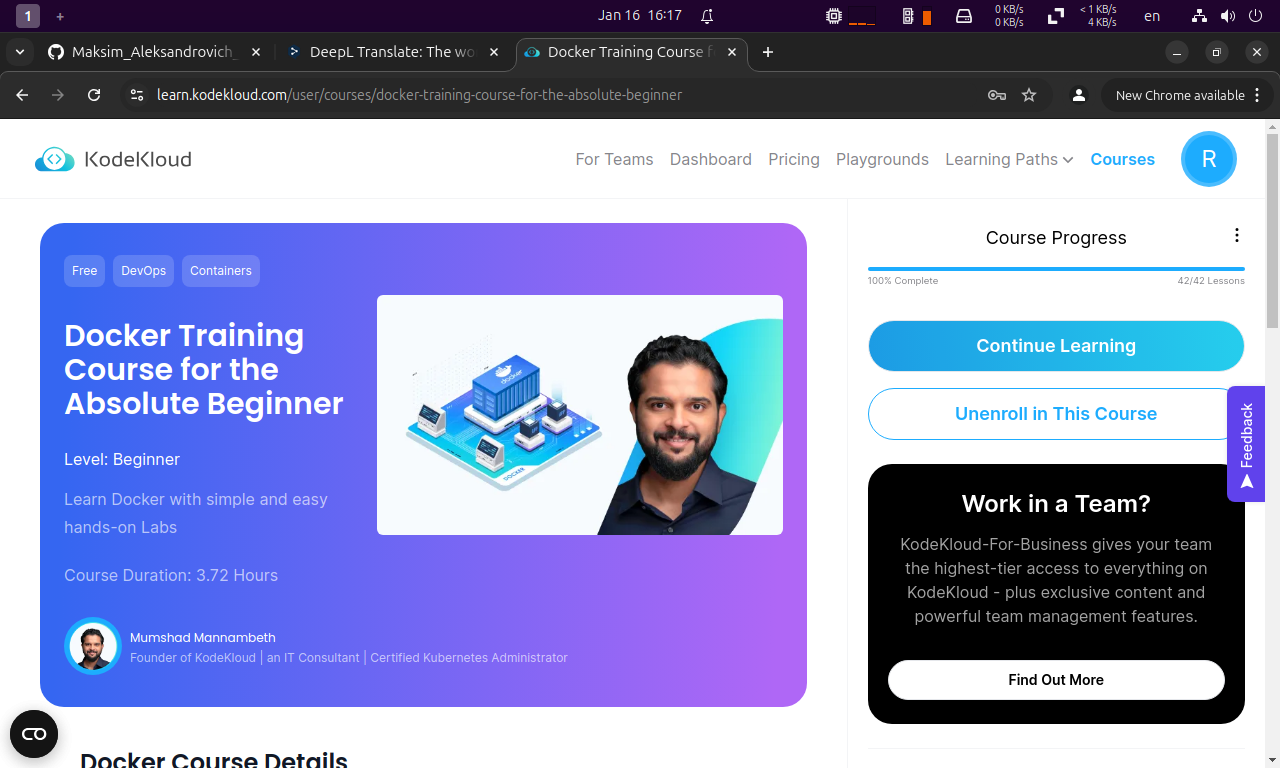 1
+
Jan 16 16:17
0 KB/s
0 KB/s
< 1 KB/s
4 KB/s
en
Maksim_Aleksandrovich_
DeepL Translate: The wo
Docker Training Course f
learn.kodekloud.com/user/courses/docker-training-course-for-the-absolute-beginner
New Chrome available
KodeKloud
For Teams
Dashboard
Pricing
Playgrounds
Learning Paths
Courses
R
Free
DevOps
Containers
Docker Training
Course for the
Absolute Beginner
Level: Beginner
Learn Docker with simple and easy
hands-on Labs
Course Duration: 3.72 Hours
Mumshad Mannambeth
Founder of KodeKloud | an IT Consultant | Certified Kubernetes Administrator
docker
DOCKER
Docker Course Details
Course Progress
100% Complete
42/42 Lessons
Continue Learning
Unenroll in This Course
Feedback
Work in a Team?
KodeKloud-For-Business gives your team
the highest-tier access to everything on
KodeKloud - plus exclusive content and
powerful team management features.
Find Out More